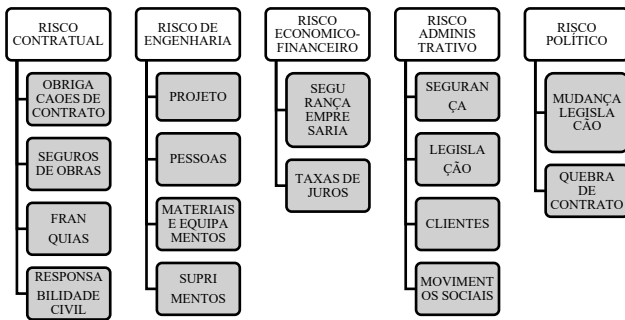 RISCO
CONTRATUAL
OBRIGA
CAOES DE
CONTRATO
SEGUROS
DE OBRAS
FRAN
QUIAS
RESPONSA
BILIDADE
CIVIL
RISCO DE
ENGENHARIA
PROJETO
PESSOAS
MATERIAIS
E EQUIPA
MENTOS
SUPRI
MENTOS
RISCO
ECONOMICO-
FINANCEIRO
SEGU
RANÇA
EMPRE
SARIA
TAXAS DE
JUROS
RISCO
ADMINIS
TRATIVO
SEGURAN
ÇA
LEGISLA
ÇÃO
CLIENTES
MOVIMENT
OS SOCIAIS
RISCO
POLÍTICO
MUDANÇA
LEGISLA
CÃO
QUEBRA
DE
CONTRATO